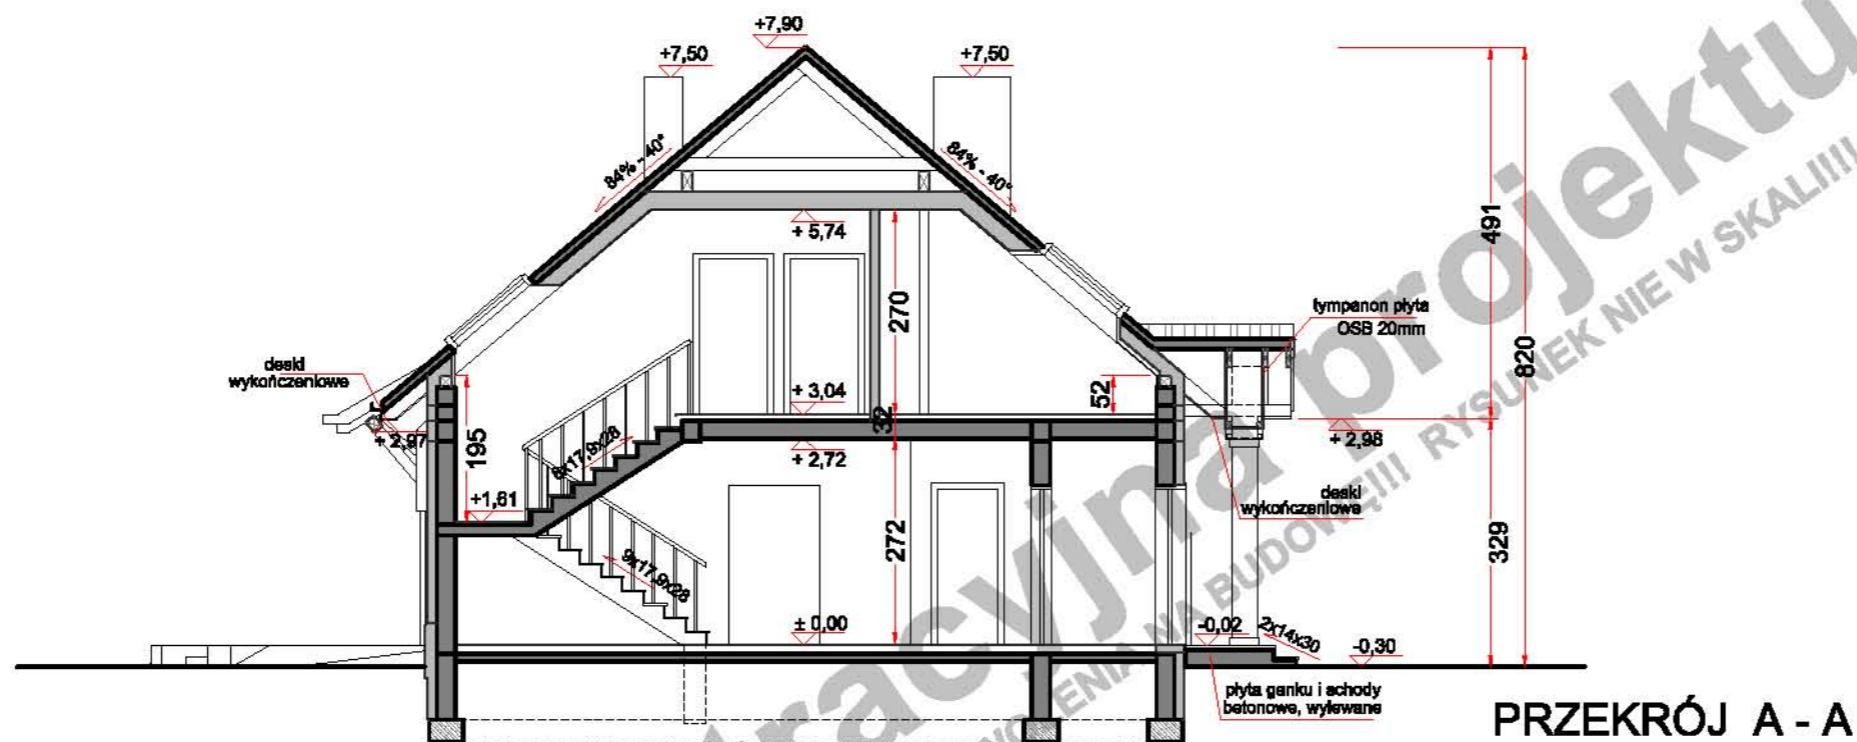 +7,90
+7,50
+7,50
84% - 40°
84% - 40°
+ 5,74
270
491
820
tympanon płyta
OSB 20mm
deski
wykończeniowe
+ 3,04
52
32
+ 2,97
195
8x17,9x28
+ 2,72
+ 2,98
+1,61
deski
wykończeniowe
272
329
9x17,9x28
± 0,00
-0,02
2x14x30
-0,30
płyta ganku i schody
betonowe, wylewane
PRZEKRÓJ A - A
racyjna projektu
NA BUDOWĘ!!! RYSUNEK NIE W SKALI!!!!